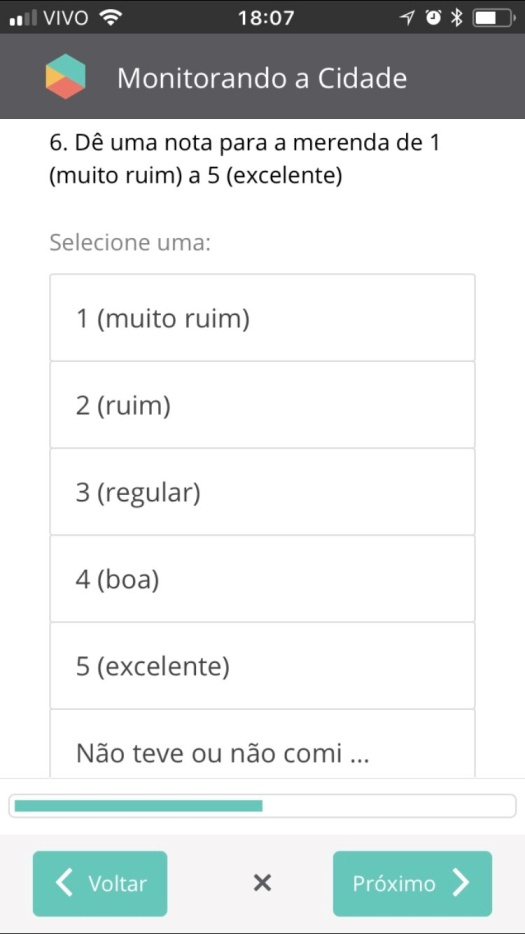 VIVO 18:07
Monitorando a Cidade
6. Dê uma nota para a merenda de 1
(muito ruim) a 5 (excelente)
Selecione uma:
1 (muito ruim)
2 (ruim)
3 (regular)
4 (boa)
5 (excelente)
Não teve ou não comi ...
Voltar × Próximo